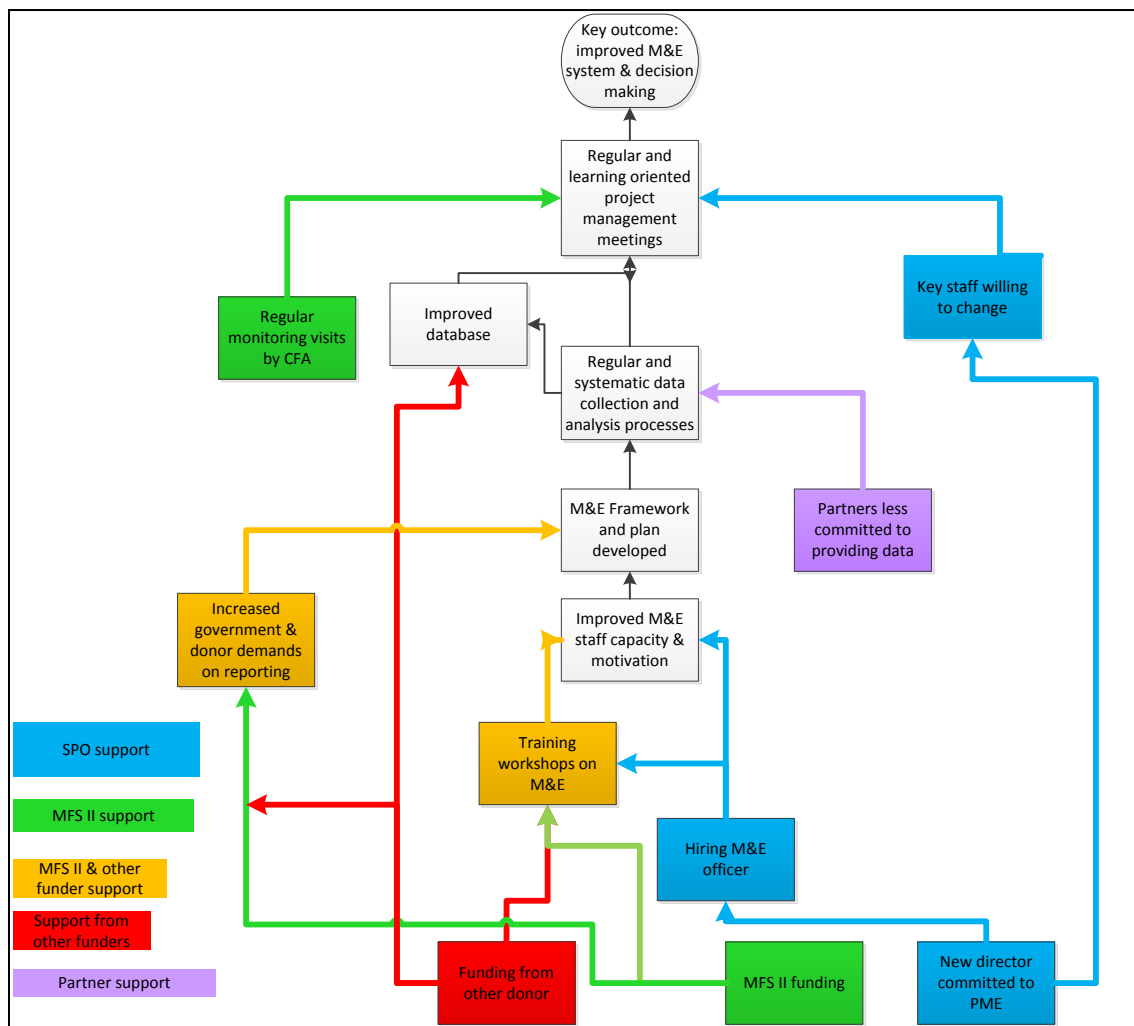 Key outcome:
improved M&E
system & decision
making
Regular and
learning oriented
project
management
meetings
Key staff willing
to change
Regular
monitoring visits
by CFA
Improved
database
Regular and
systematic data
collection and
analysis processes
M&E Framework
and plan
developed
Partners less
committed to
providing data
Increased
government &
donor demands
on reporting
Improved M&E
staff capacity &
motivation
Training
workshops on
M&E
SPO support
MFS II support
Hiring M&E
officer
MFS II & other
funder support
Support from
other funders
Partner support
Funding from
other donor
MFS II funding
New director
committed to
PME